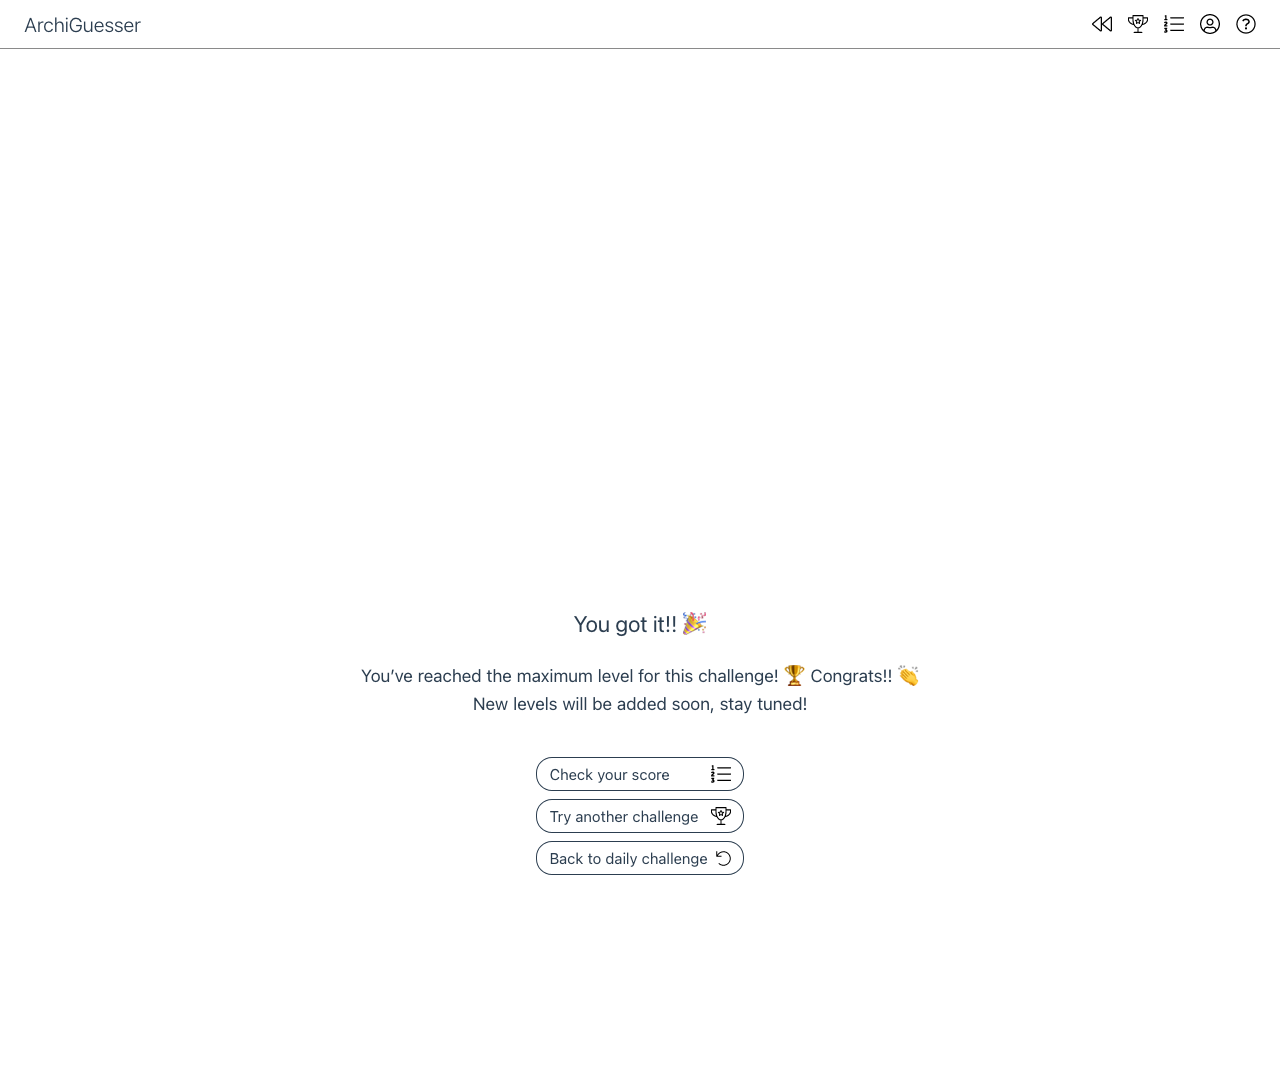 ArchiGuesser
You got it!! 🎉
You’ve reached the maximum level for this challenge! 🏆 Congrats!! 👏
New levels will be added soon, stay tuned!
Check your score
Try another challenge
Back to daily challenge